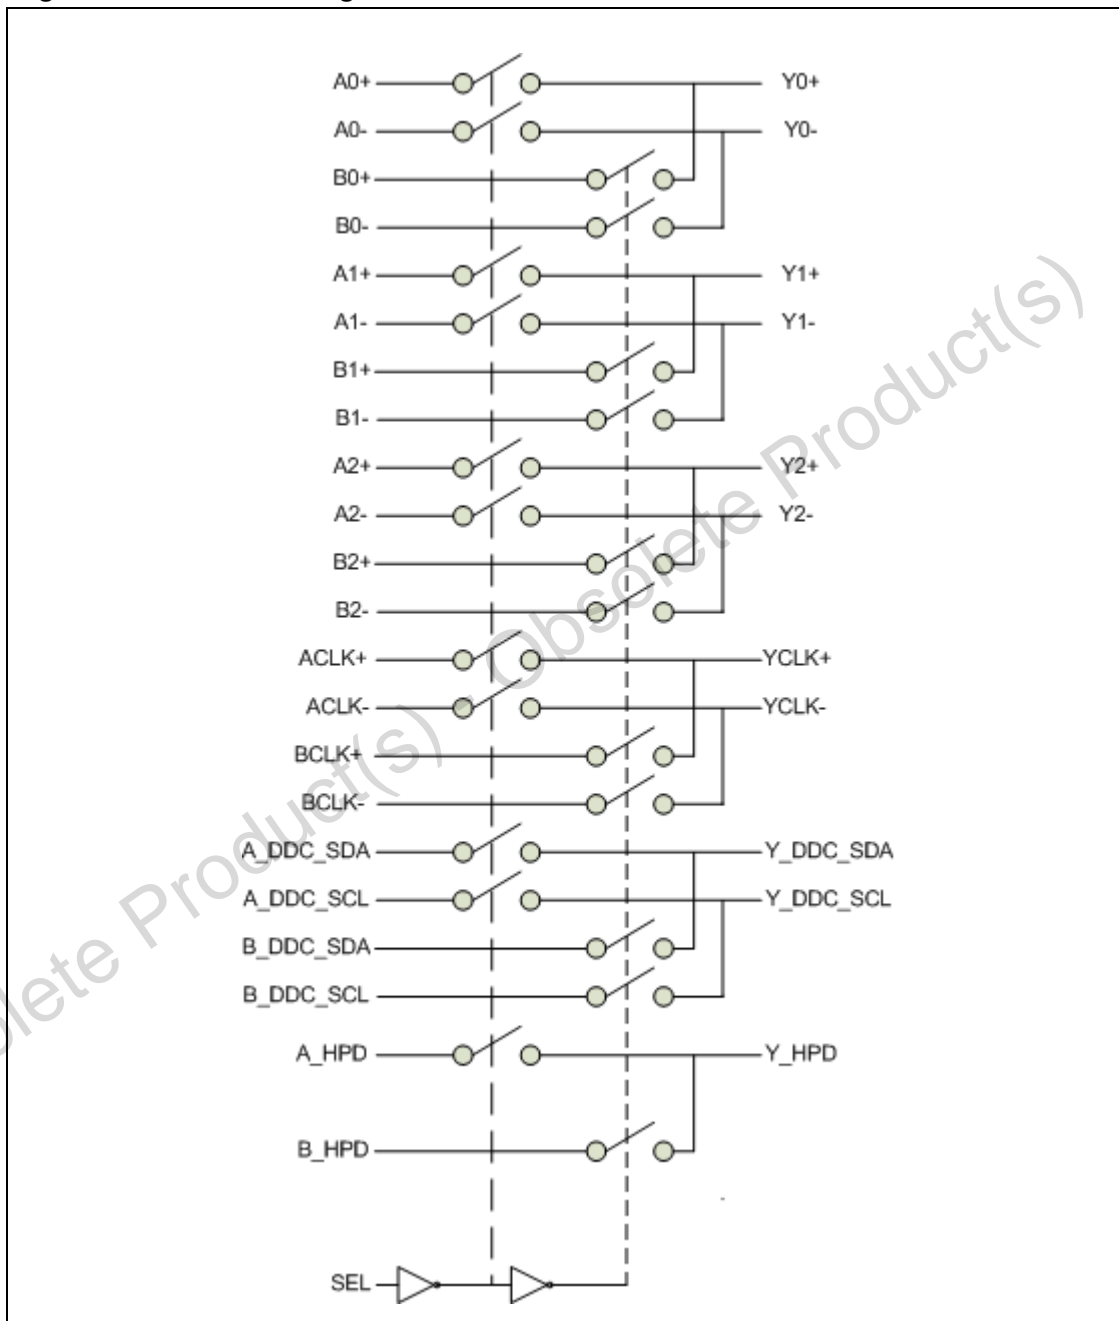 A0+ Y0+
A0- Y0-
B0+
B0-
A1+ Y1+
A1- Y1-
B1+
B1-
A2+ Y2+
A2- Y2-
B2+
B2-
ACLK+ YCLK+
ACLK- YCLK-
BCLK+
BCLK-
A_DDC_SDA Y_DDC_SDA
A_DDC_SCL Y_DDC_SCL
B_DDC_SDA
B_DDC_SCL
A_HPD Y_HPD
B_HPD
SEL
Product(s) - Obsolete Product(s)